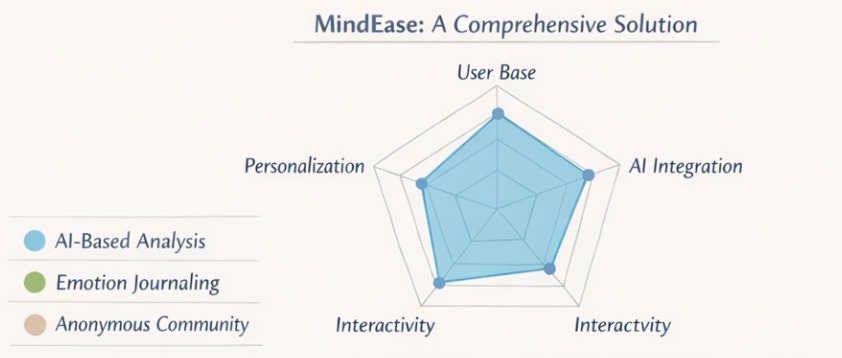 MindEase: A Comprehensive Solution
User Base
Personalization
AI Integration
AI-Based Analysis
Emotion Journaling
Anonymous Community
Interactivity
Interactvity